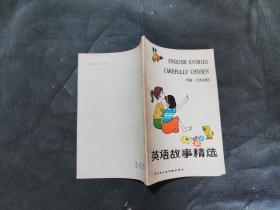 ENGLISH STORIES
CAREFULLY CHOSEN
FOR JUNIORS
英语故事精选